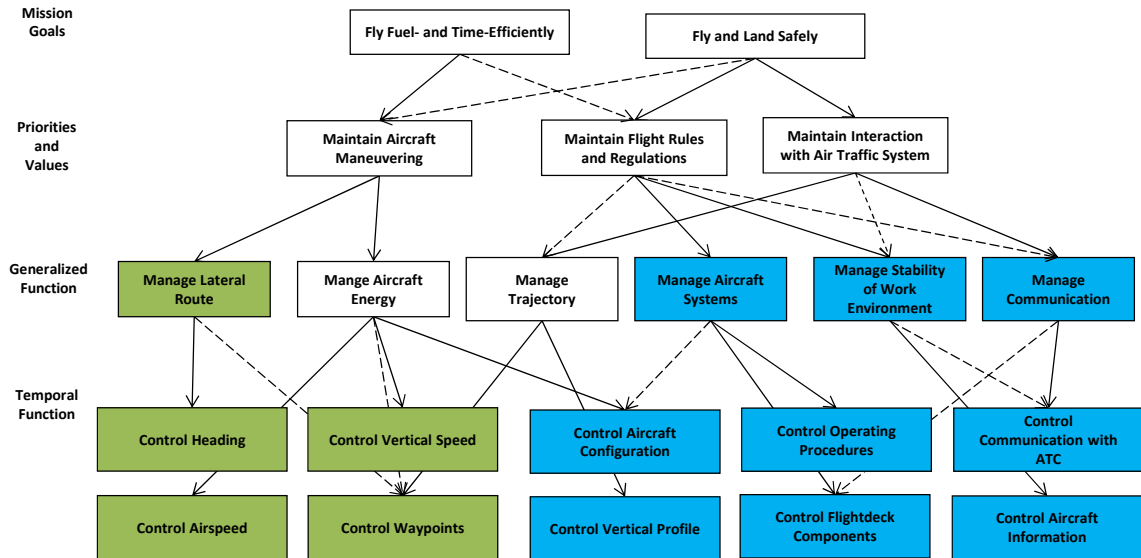 Mission
Goals
Fly Fuel- and Time-Efficiently
Fly and Land Safely
Priorities
and
Values
Maintain Aircraft
Maneuvering
Maintain Flight Rules
and Regulations
Maintain Interaction
with Air Traffic System
Generalized
Function
Manage Lateral
Route
Mange Aircraft
Energy
Manage
Trajectory
Manage Aircraft
Systems
Manage Stability
of Work
Environment
Manage
Communication
Temporal
Function
Control Heading
Control Vertical Speed
Control Aircraft
Configuration
Control Operating
Procedures
Control
Communication with
ATC
Control Airspeed
Control Waypoints
Control Vertical Profile
Control Flightdeck
Components
Control Aircraft
Information